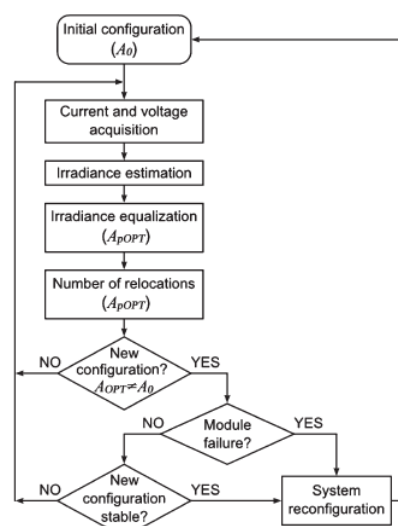 Initial configuration
(A0)
Current and voltage
acquisition
Irradiance estimation
Irradiance equalization
(ApOPT)
Number of relocations
(ApOPT)
NO
New
configuration?
AOPT≠A0
YES
NO
Module
failure?
YES
NO
New
configuration
stable?
YES
System
reconfiguration